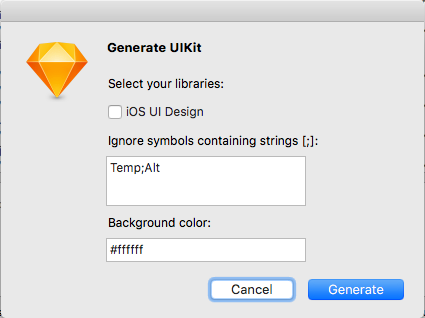 Generate UIKit
Select your libraries:
iOS UI Design
Ignore symbols containing strings [;]:
Temp;Alt
Background color:
#ffffff
Cancel
Generate